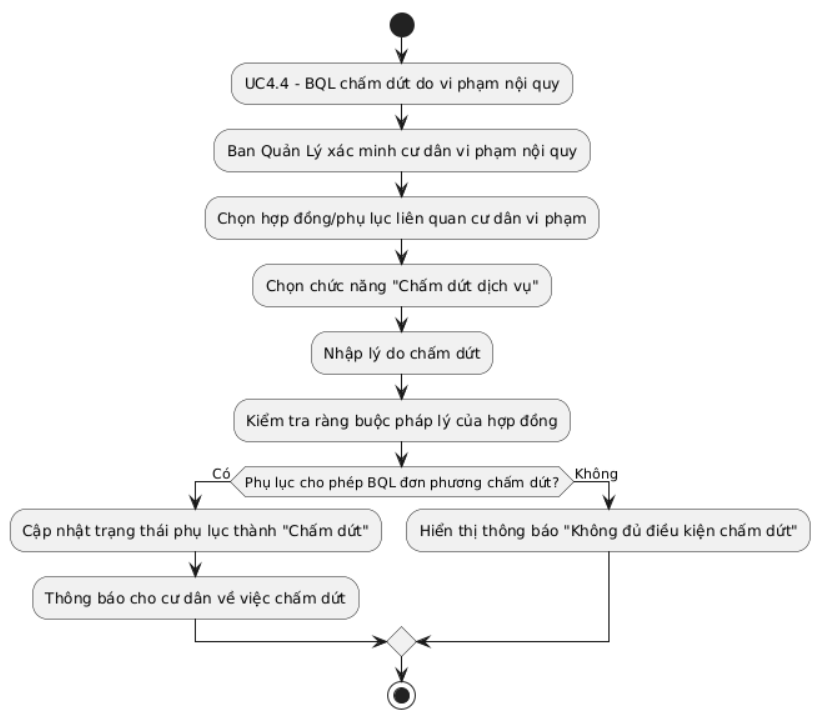 UC4.4 - BQL chấm dứt do vi phạm nội quy
Ban Quản Lý xác minh cư dân vi phạm nội quy
Chọn hợp đồng/phụ lục liên quan cư dân vi phạm
Chọn chức năng "Chấm dứt dịch vụ"
Nhập lý do chấm dứt
Kiểm tra ràng buộc pháp lý của hợp đồng
Có
Phụ lục cho phép BQL đơn phương chấm dứt?
Không
Cập nhật trạng thái phụ lục thành "Chấm dứt"
Hiển thị thông báo "Không đủ điều kiện chấm dứt"
Thông báo cho cư dân về việc chấm dứt